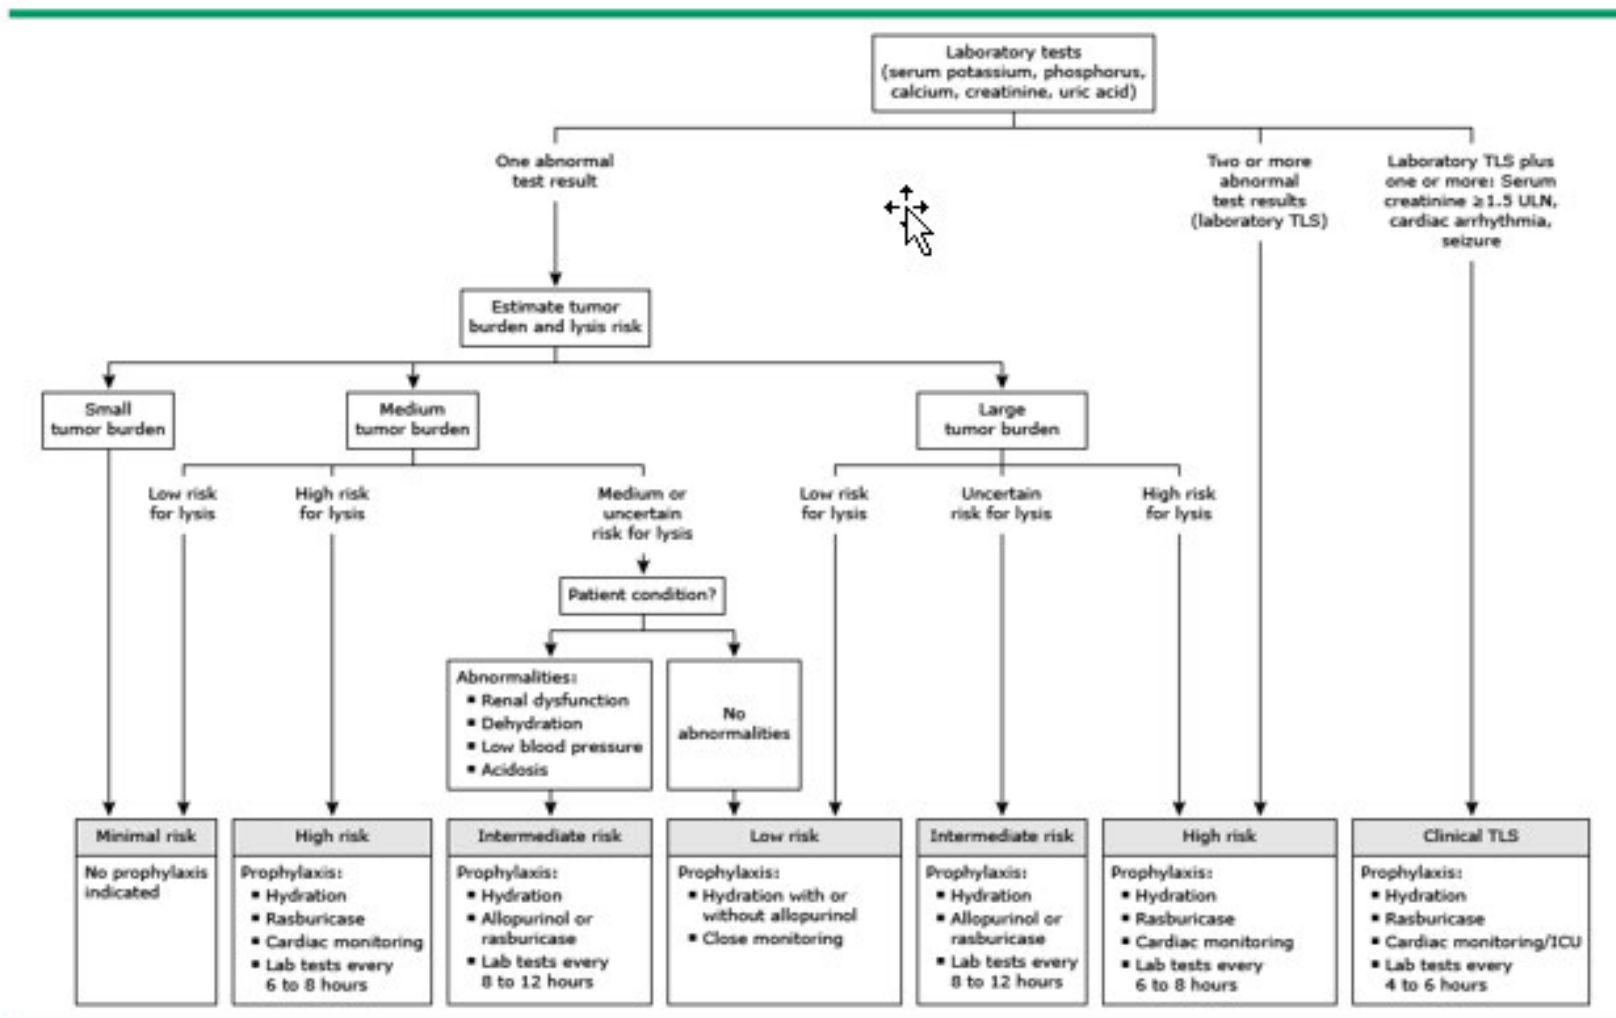 Laboratory tests
(serum potassium, phosphorus,
calcium, creatinine, uric acid)
One abnormal
test result
Two or more
abnormal
test results
(laboratory TLS)
Laboratory TLS plus
one or more: Serum
creatinine ≥1.5 ULN,
cardiac arrhythmia,
seizure
Estimate tumor
burden and lysis risk
Small
tumor burden
Medium
tumor burden
Large
tumor burden
Low risk
for lysis
High risk
for lysis
Medium or
uncertain
risk for lysis
Low risk
for lysis
Uncertain
risk for lysis
High risk
for lysis
Patient condition?
Abnormalities:
▪ Renal dysfunction
▪ Dehydration
▪ Low blood pressure
▪ Acidosis
No
abnormalities
Minimal risk
No prophylaxis
indicated
High risk
Prophylaxis:
▪ Hydration
▪ Rasburicase
▪ Cardiac monitoring
▪ Lab tests every
6 to 8 hours
Intermediate risk
Prophylaxis:
▪ Hydration
▪ Allopurinol or
rasburicase
▪ Lab tests every
8 to 12 hours
Low risk
Prophylaxis:
▪ Hydration with or
without allopurinol
▪ Close monitoring
Intermediate risk
Prophylaxis:
▪ Hydration
▪ Allopurinol or
rasburicase
▪ Lab tests every
8 to 12 hours
High risk
Prophylaxis:
▪ Hydration
▪ Rasburicase
▪ Cardiac monitoring
▪ Lab tests every
6 to 8 hours
Clinical TLS
Prophylaxis:
▪ Hydration
▪ Rasburicase
▪ Cardiac monitoring/ICU
▪ Lab tests every
4 to 6 hours